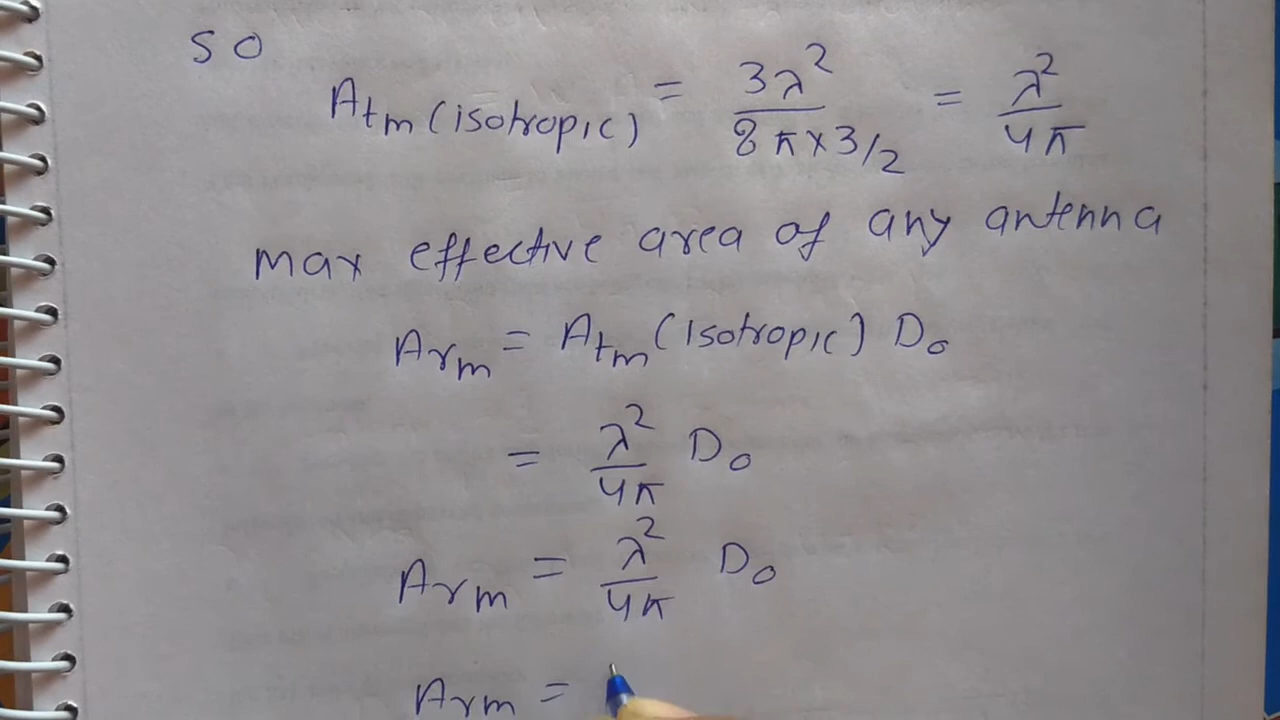 SO
Atm(isotropic) = 3λ²/8π×3/2 = λ²/4π
max effective area of any antenna
Arm = Atm(Isotropic) D₀
= λ²/4π D₀
Arm = λ²/4π D₀
Arm =